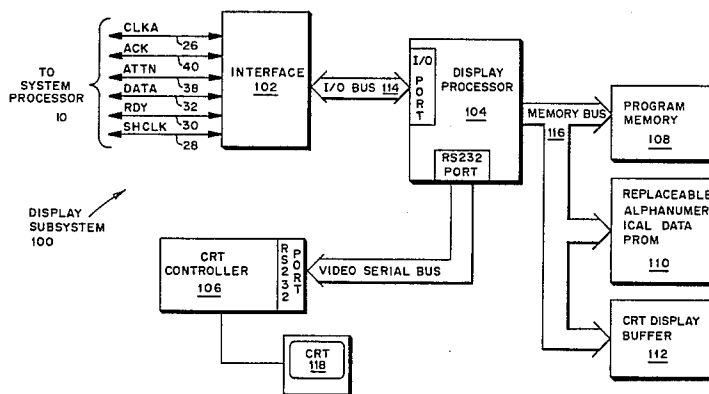 TO
SYSTEM
PROCESSOR
10
CLKA
26
ACK
40
ATTN
38
DATA
32
RDY
30
SHCLK
28
INTERFACE
102
I/O BUS 114
I/O PORT
DISPLAY
PROCESSOR
104
RS232
PORT
MEMORY BUS
116
PROGRAM
MEMORY
108
REPLACEABLE
ALPHANUMER
ICAL DATA
PROM
110
CRT DISPLAY
BUFFER
112
DISPLAY
SUBSYSTEM
100
CRT
CONTROLLER
106
RS232
PORT
VIDEO SERIAL BUS
CRT
118